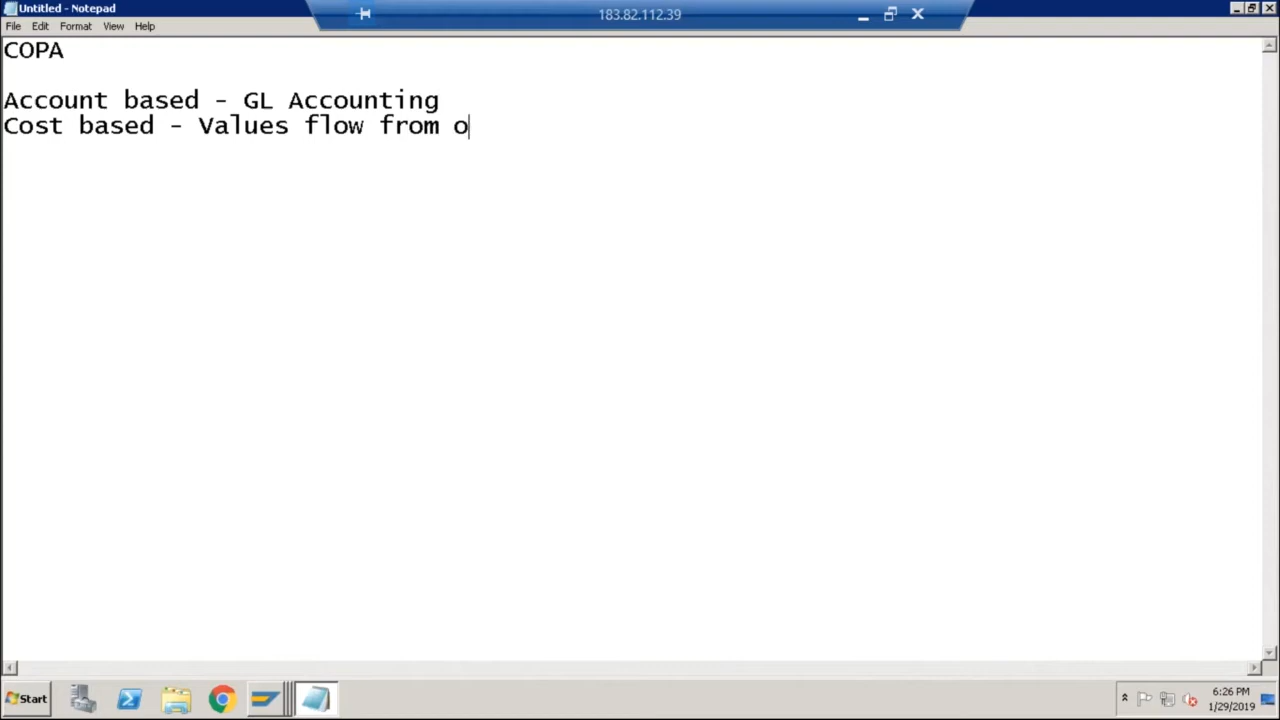 Untitled - Notepad
183.82.112.39
File Edit Format View Help
COPA
Account based - GL Accounting
Cost based - Values flow from o
Start
6:26 PM
1/29/2019